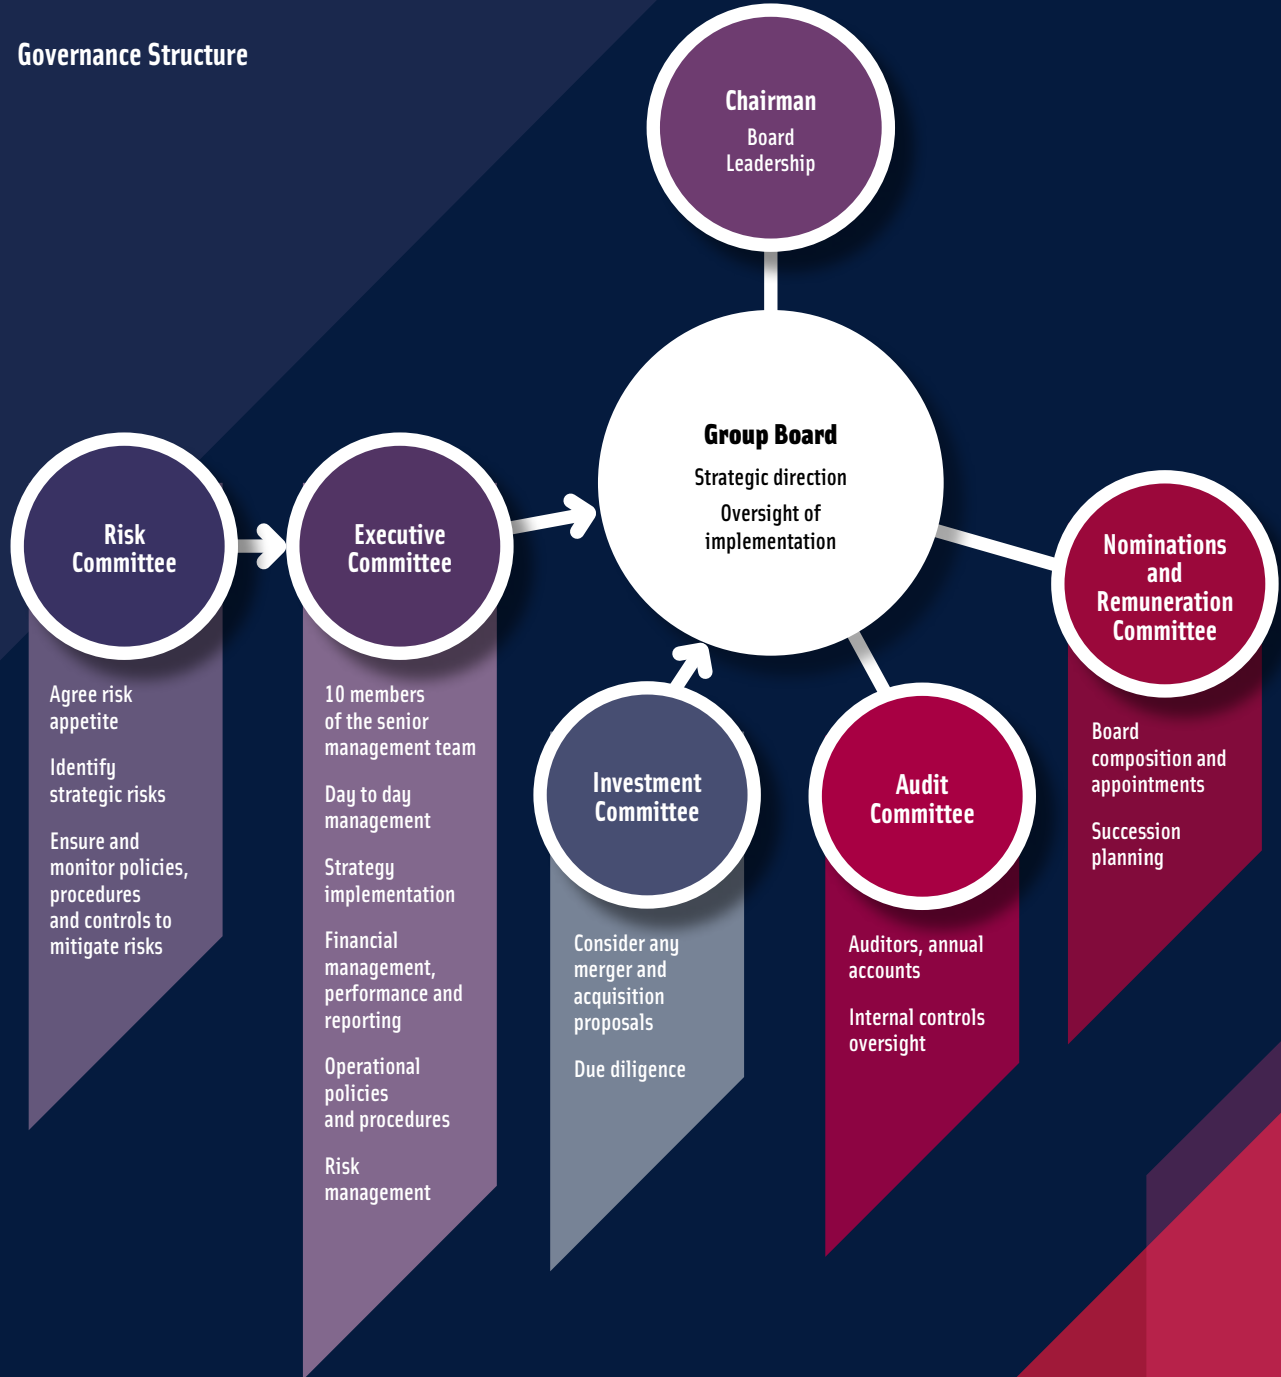 Governance Structure
Chairman
Board
Leadership
Group Board
Strategic direction
Oversight of
implementation
Risk
Committee
Agree risk
appetite
Identify
strategic risks
Ensure and
monitor policies,
procedures
and controls to
mitigate risks
Executive
Committee
10 members
of the senior
management team
Day to day
management
Strategy
implementation
Financial
management,
performance and
reporting
Operational
policies
and procedures
Risk
management
Investment
Committee
Consider any
merger and
acquisition
proposals
Due diligence
Audit
Committee
Auditors, annual
accounts
Internal controls
oversight
Nominations
and
Remuneration
Committee
Board
composition and
appointments
Succession
planning